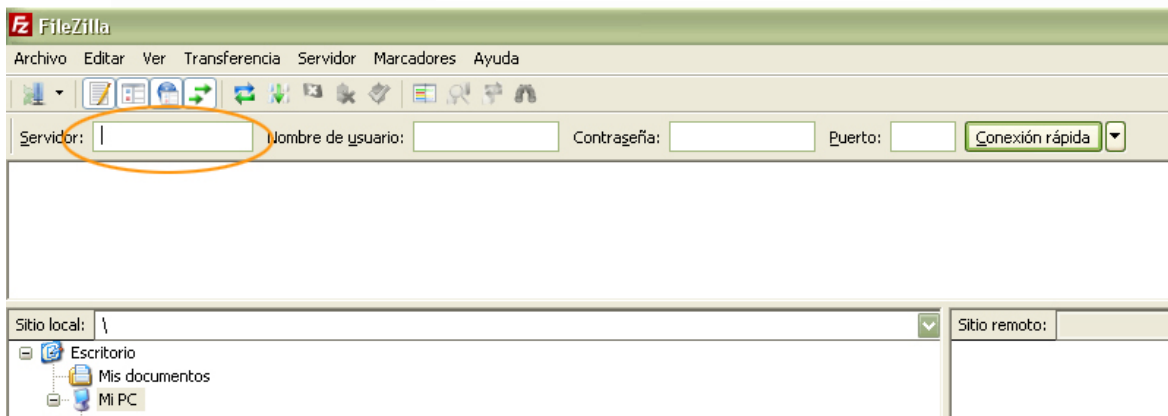 FileZilla
Archivo Editar Ver Transferencia Servidor Marcadores Ayuda
Servidor: Nombre de usuario: Contraseña: Puerto: Conexión rápida
Sitio local: \ Sitio remoto:
Escritorio
Mis documentos
Mi PC